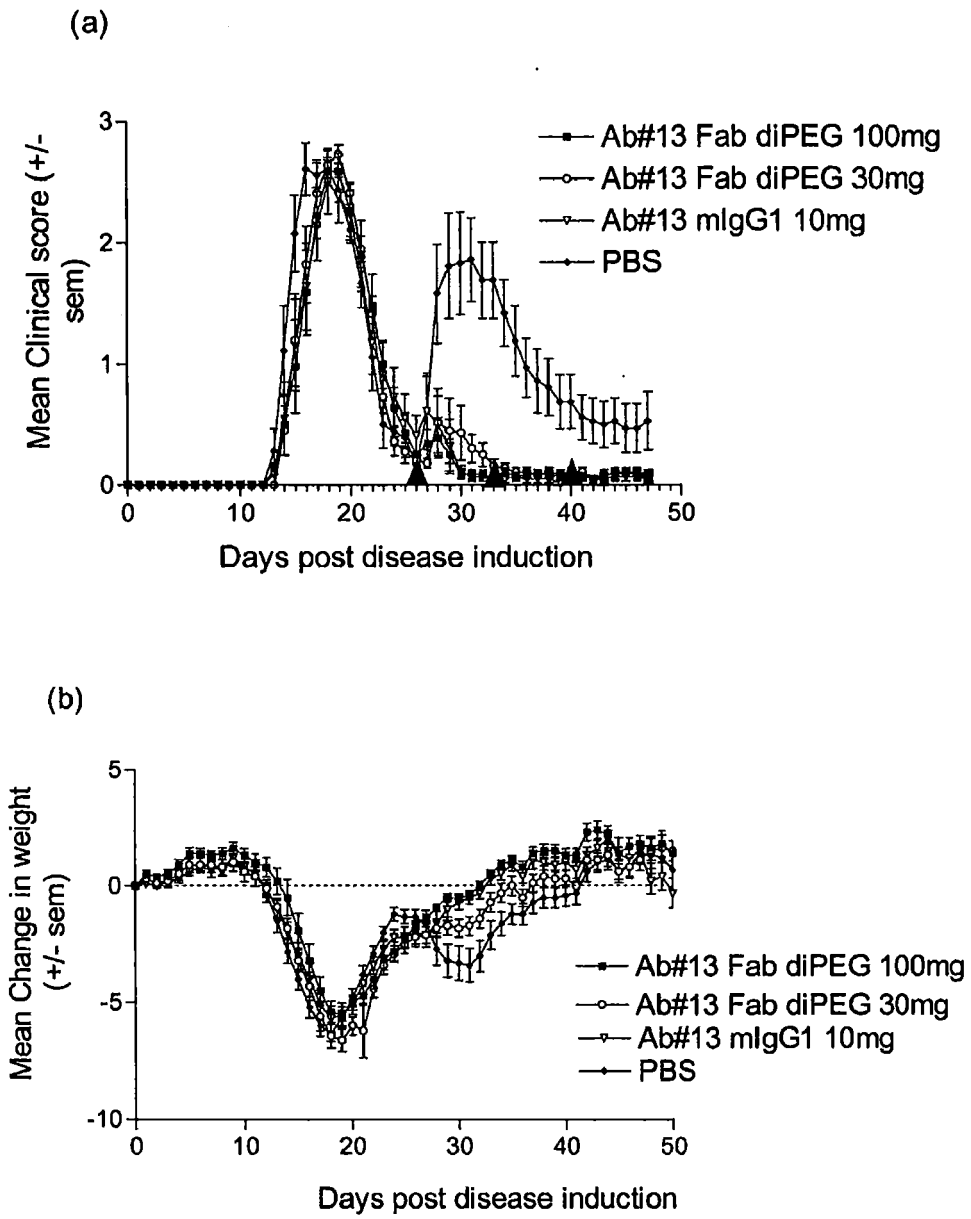 (a)
3
2
1
0
Mean Clinical score (+/-
sem)
Ab#13 Fab diPEG 100mg
Ab#13 Fab diPEG 30mg
Ab#13 mIgG1 10mg
PBS
0 10 20 30 40 50
Days post disease induction
(b)
5
0
-5
-10
Mean Change in weight
(+/- sem)
Ab#13 Fab diPEG 100mg
Ab#13 Fab diPEG 30mg
Ab#13 mIgG1 10mg
PBS
0 10 20 30 40 50
Days post disease induction